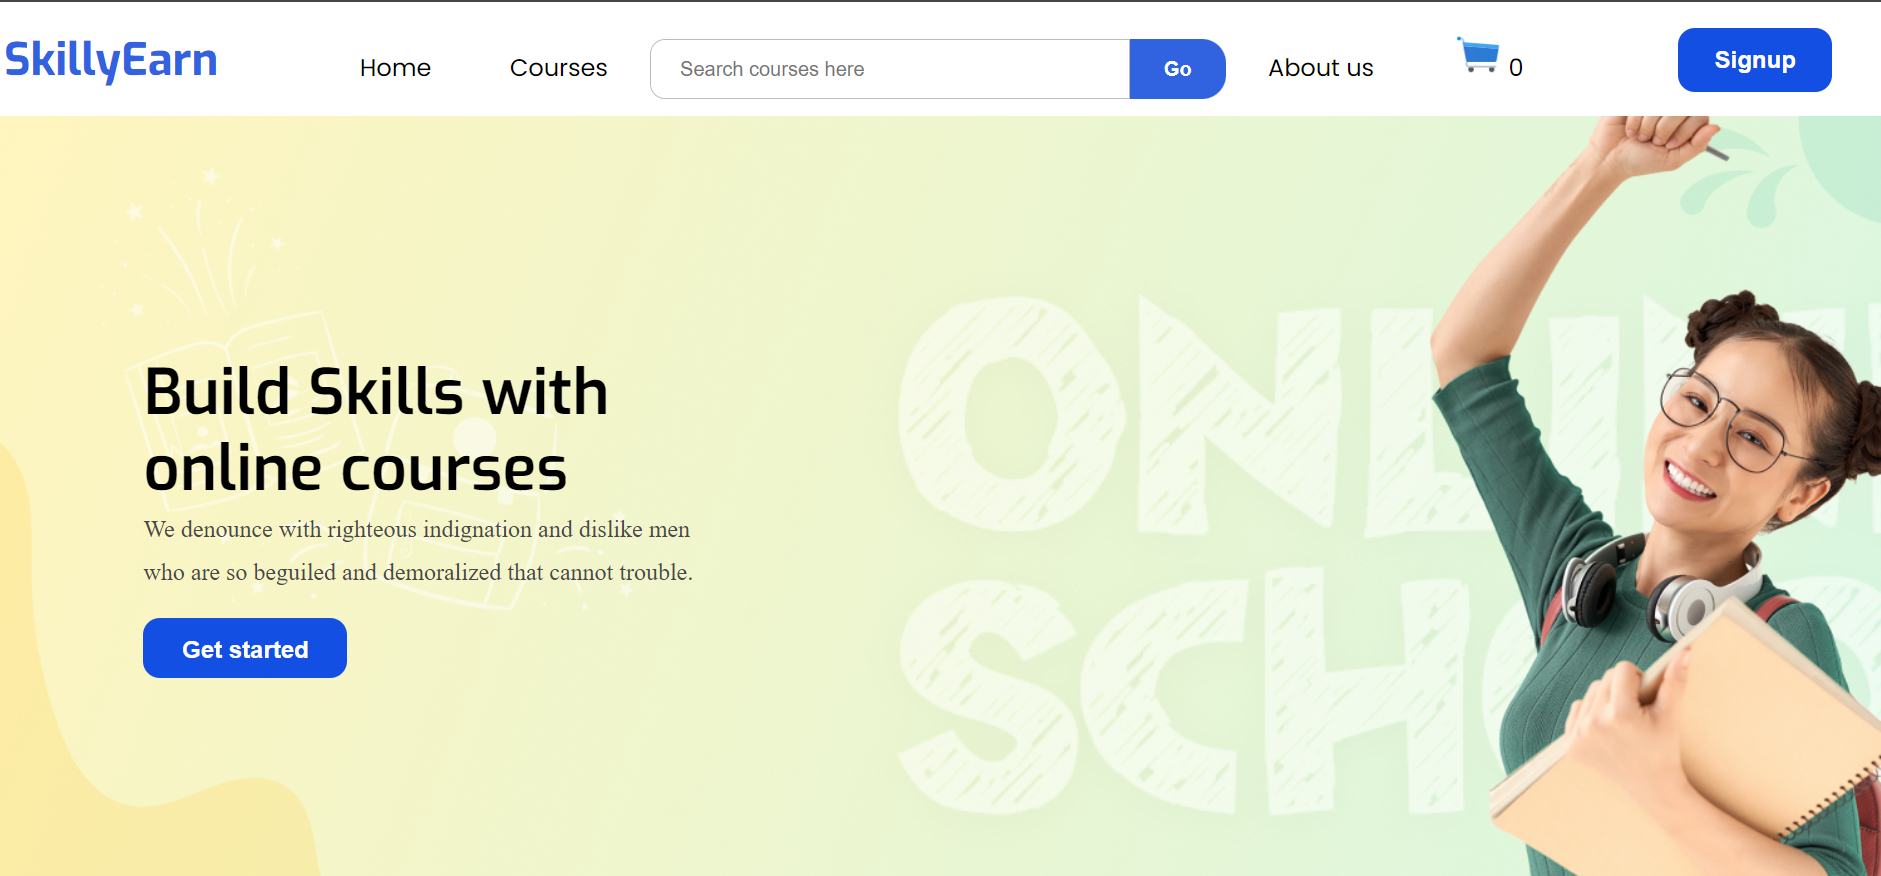 SkillyEarn
Home
Courses
Search courses here
Go
About us
0
Signup
ONLINE
SCHO
Build Skills with
online courses
We denounce with righteous indignation and dislike men
who are so beguiled and demoralized that cannot trouble.
Get started